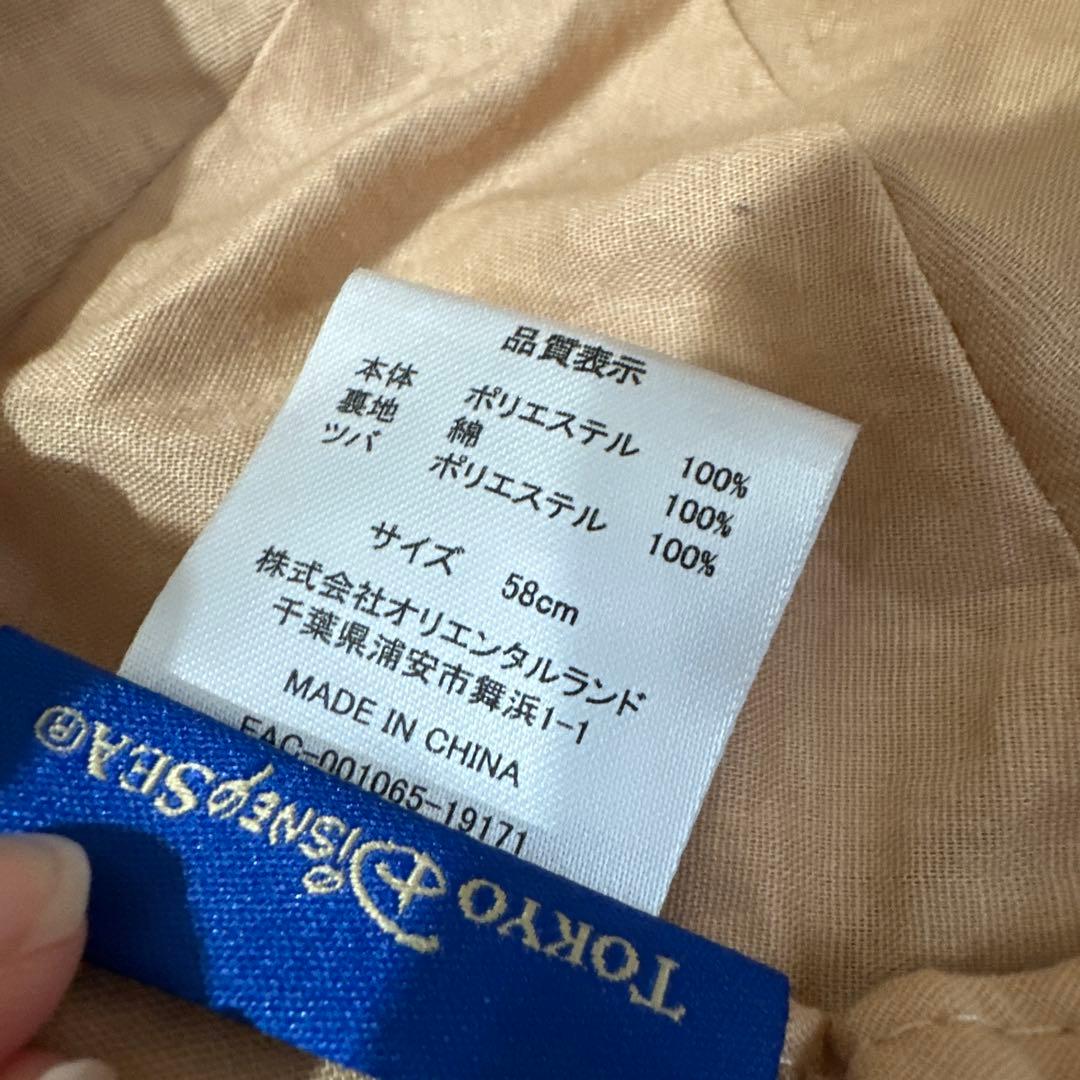 品質表示
本体 ポリエステル 100%
裏地 綿 100%
ツバ ポリエステル 100%
サイズ 58cm
株式会社オリエンタルランド
千葉県浦安市舞浜1-1
MADE IN CHINA
FAC-001065-19171
TOKYO DISNEYSEA®